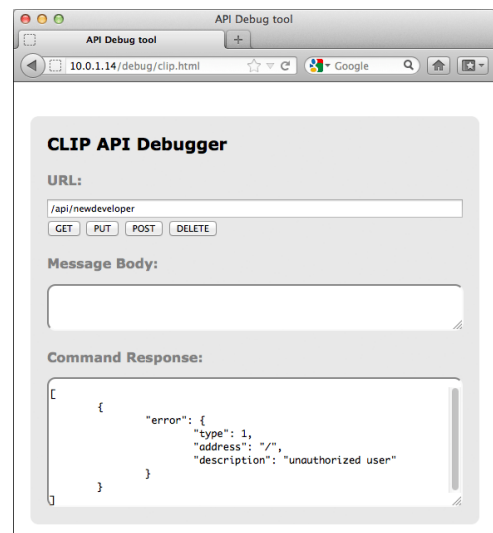 API Debug tool
API Debug tool
10.0.1.14/debug/clip.html
Google
CLIP API Debugger
URL:
/api/newdeveloper
GET PUT POST DELETE
Message Body:
Command Response:
[
{
"error": {
"type": 1,
"address": "/",
"description": "unauthorized user"
}
}
]